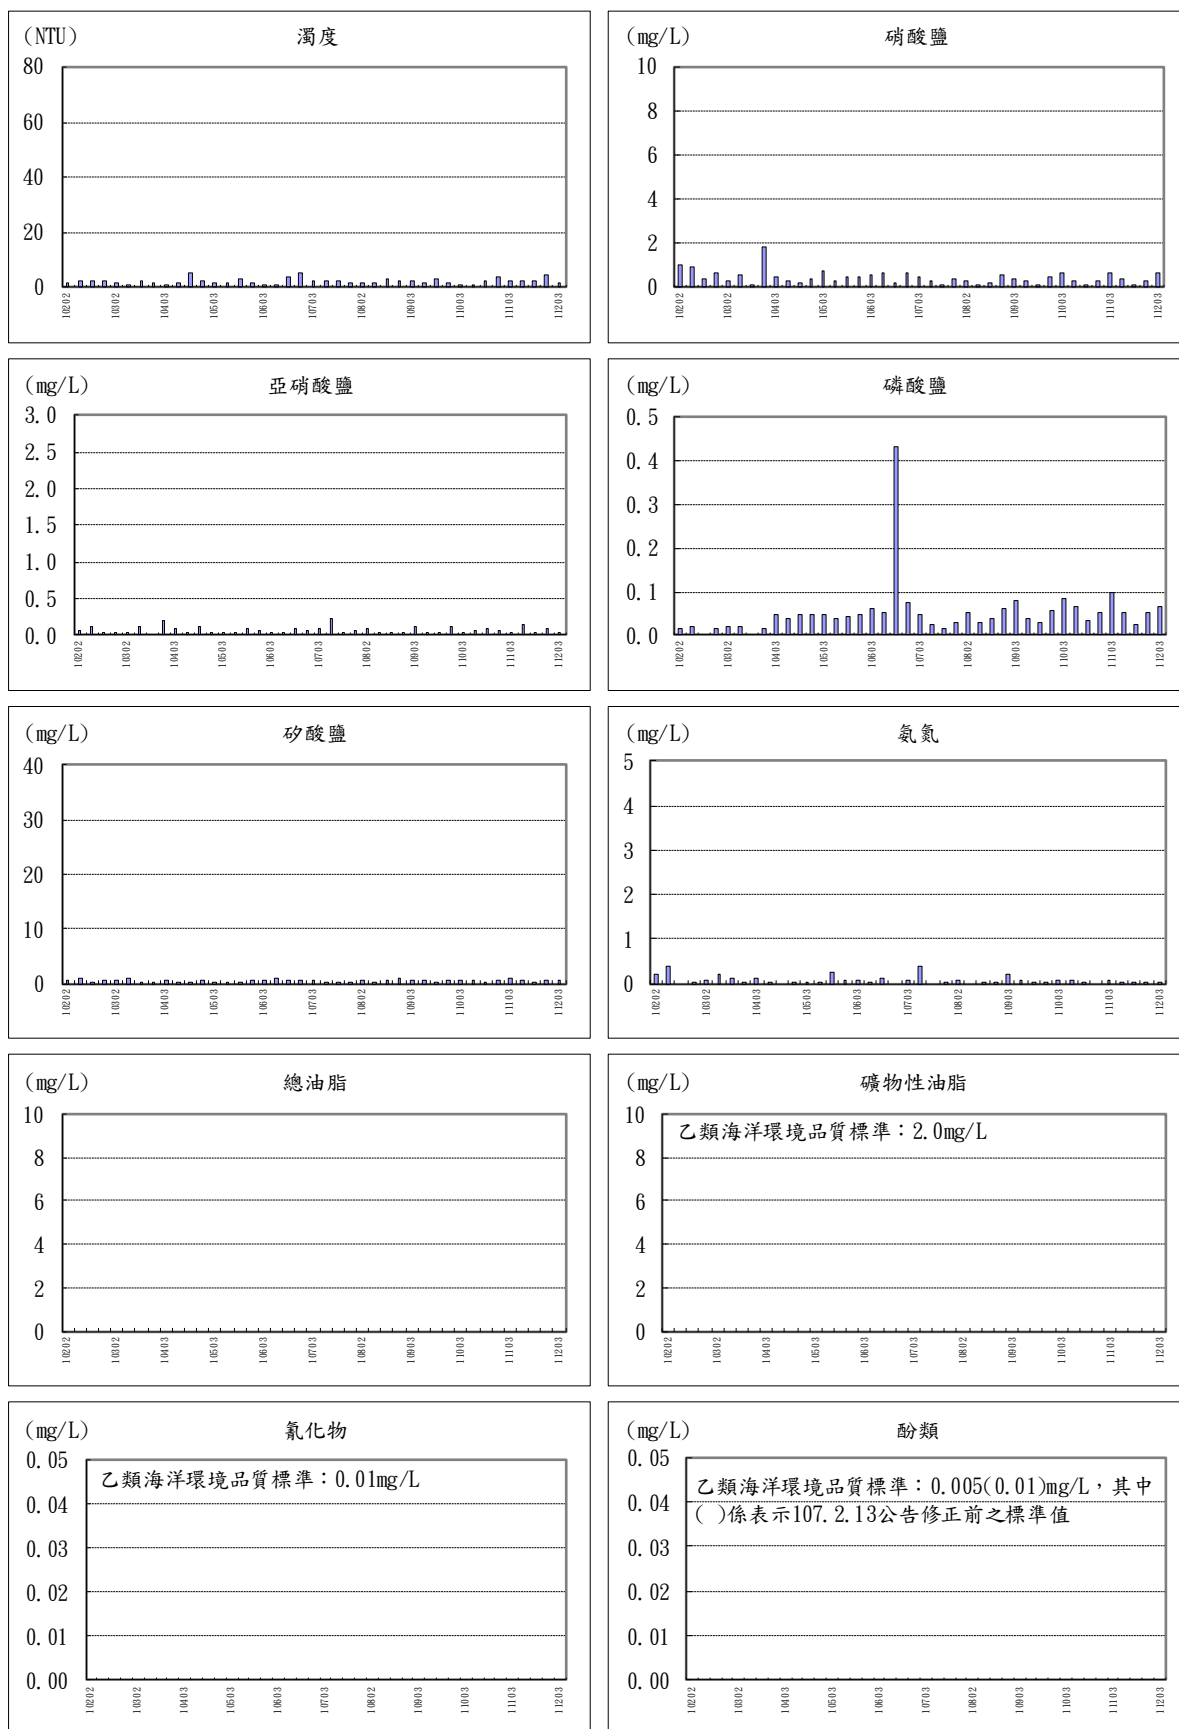 (NTU) 濁度
80
60
40
20
0
10202 10302 10403 10503 10603 10703 10802 10903 11003 11103 11203
(mg/L) 硝酸鹽
10
8
6
4
2
0
10202 10302 10403 10503 10603 10703 10802 10903 11003 11103 11203
(mg/L) 亞硝酸鹽
3.0
2.5
2.0
1.5
1.0
0.5
0.0
10202 10302 10403 10503 10603 10703 10802 10903 11003 11103 11203
(mg/L) 磷酸鹽
0.5
0.4
0.3
0.2
0.1
0.0
10202 10302 10403 10503 10603 10703 10802 10903 11003 11103 11203
(mg/L) 矽酸鹽
40
30
20
10
0
10202 10302 10403 10503 10603 10703 10802 10903 11003 11103 11203
(mg/L) 氨氮
5
4
3
2
1
0
10202 10302 10403 10503 10603 10703 10802 10903 11003 11103 11203
(mg/L) 總油脂
10
8
6
4
2
0
10202 10302 10403 10503 10603 10703 10802 10903 11003 11103 11203
(mg/L) 礦物性油脂
乙類海洋環境品質標準：2.0mg/L
10
8
6
4
2
0
10202 10302 10403 10503 10603 10703 10802 10903 11003 11103 11203
(mg/L) 氰化物
乙類海洋環境品質標準：0.01mg/L
0.05
0.04
0.03
0.02
0.01
0.00
10202 10302 10403 10503 10603 10703 10802 10903 11003 11103 11203
(mg/L) 酚類
乙類海洋環境品質標準：0.005(0.01)mg/L，其中
( )係表示107.2.13公告修正前之標準值
0.05
0.04
0.03
0.02
0.01
0.00
10202 10302 10403 10503 10603 10703 10802 10903 11003 11103 11203